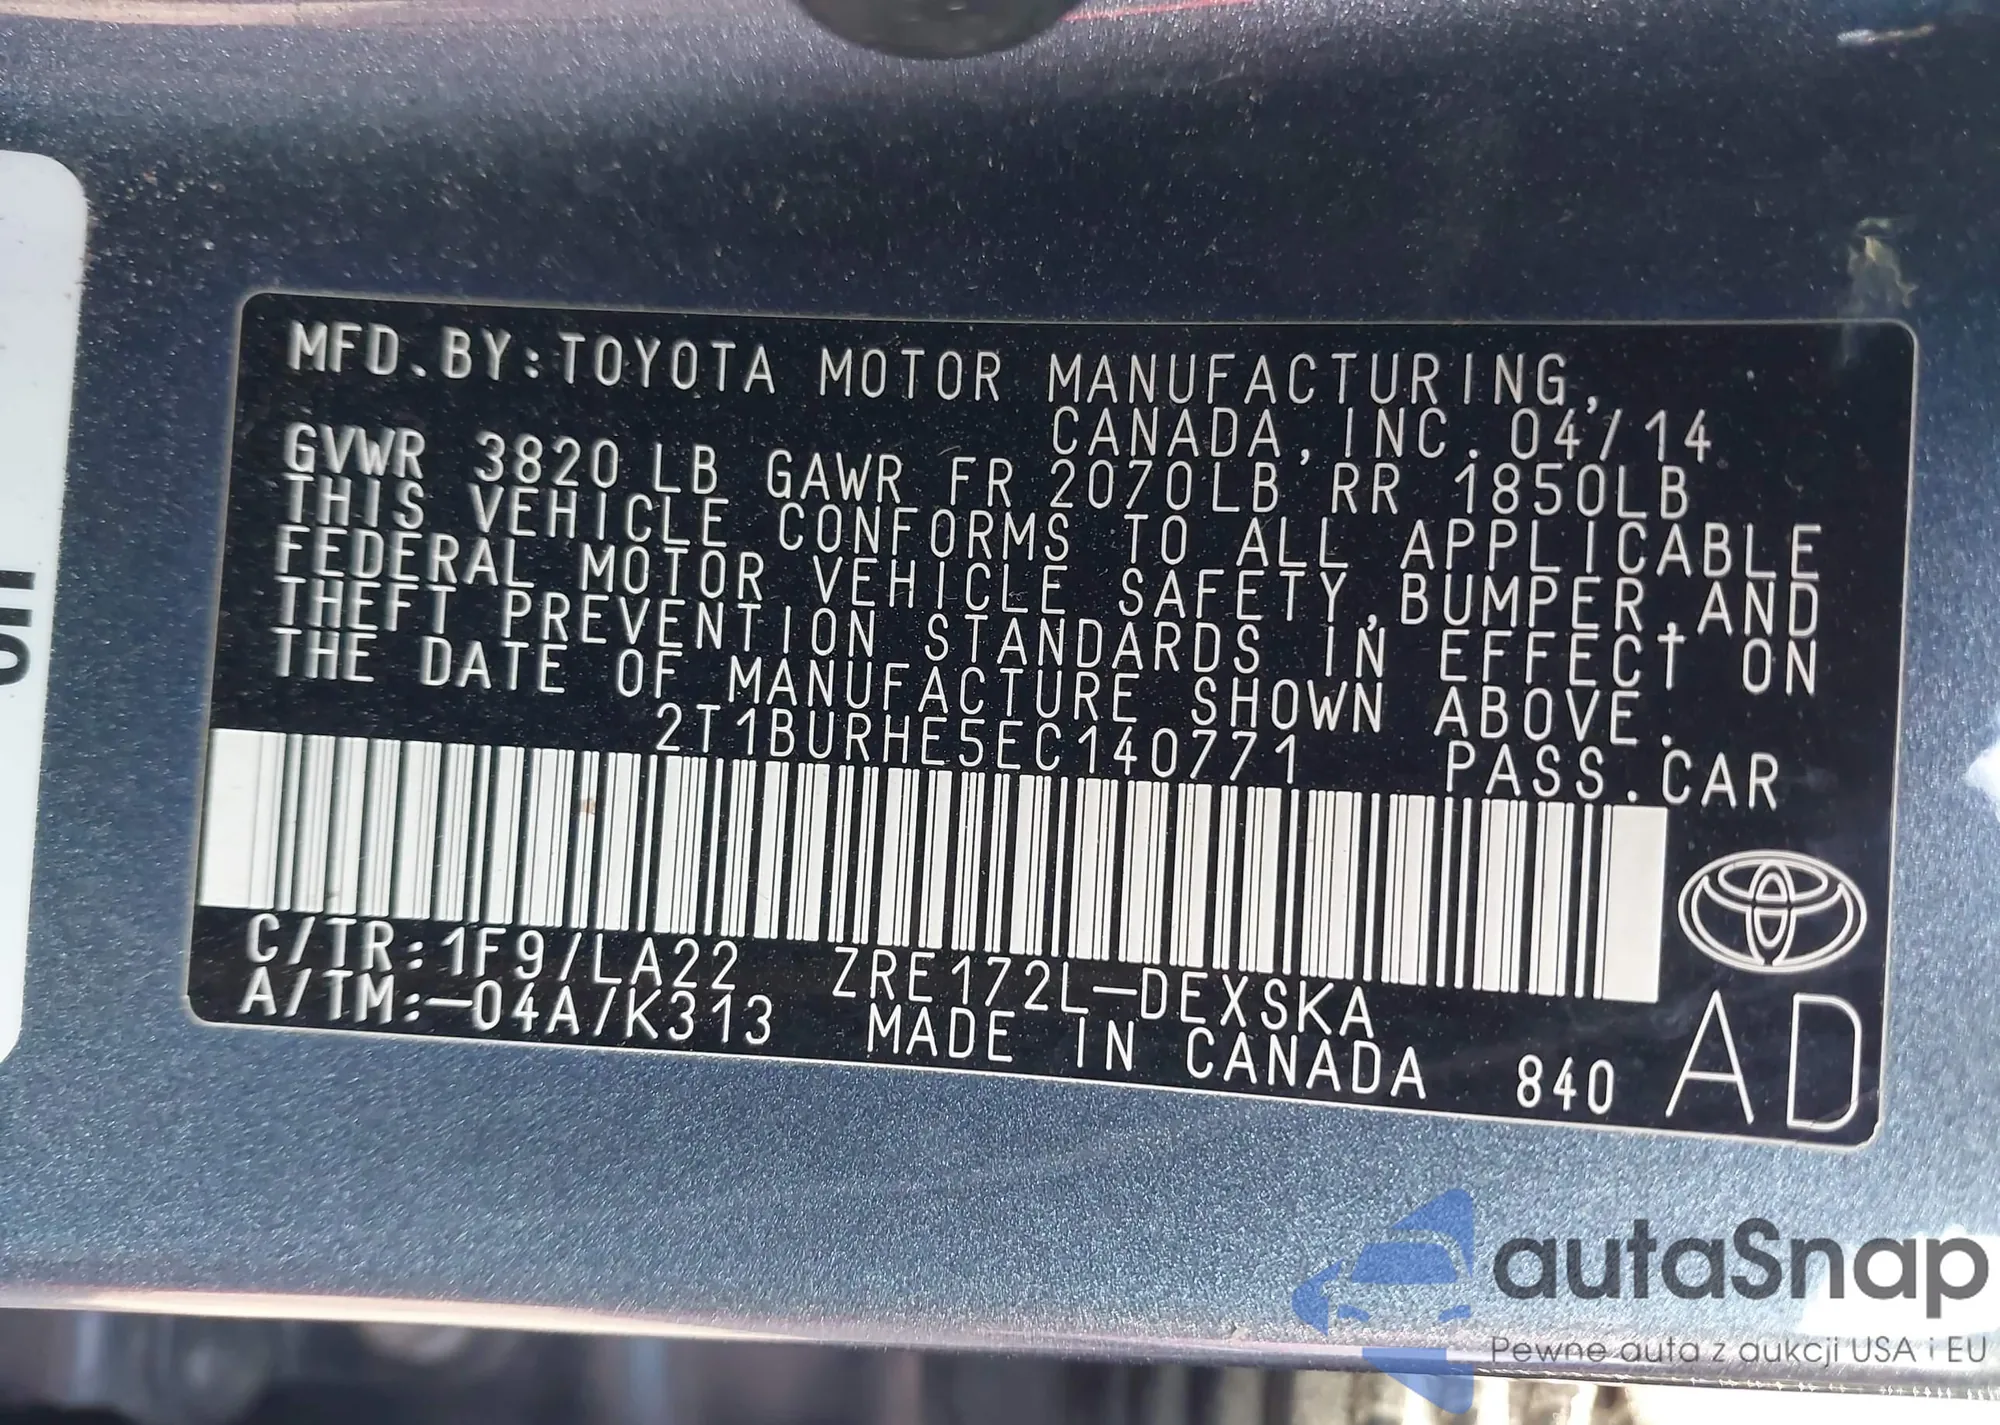 MFD.BY:TOYOTA MOTOR MANUFACTURING,
CANADA, INC. 04/14
GVWR 3820 LB GAWR FR 2070LB RR 1850LB
THIS VEHICLE CONFORMS TO ALL APPLICABLE
FEDERAL MOTOR VEHICLE SAFETY, BUMPER, AND
THEFT PREVENTION STANDARDS IN EFFECT ON
THE DATE OF MANUFACTURE SHOWN ABOVE.
2T1BURHE5EC140771 PASS.CAR
C/TR:1F9/LA22 ZRE172L-DEXSKA
A/TM:-04A/K313 MADE IN CANADA 840 AD
autaSnap
Pewne auta z aukcji USA i EU